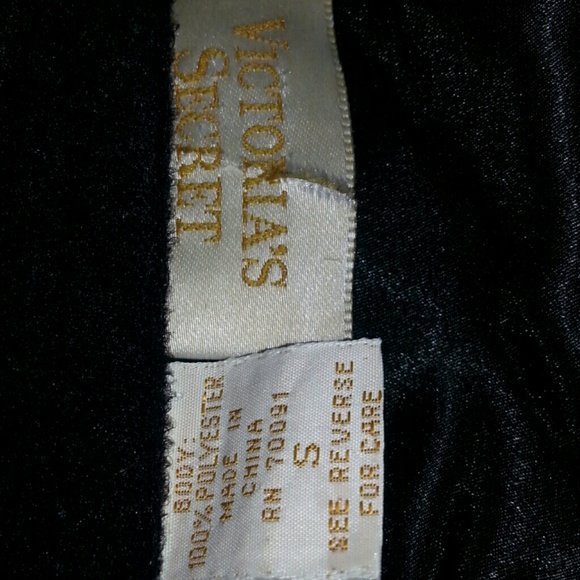 VICTORIA'S
SECRET
BODY:
100%POLYESTER
MADE IN
CHINA
RN 70091
S
SEE REVERSE
FOR CARE